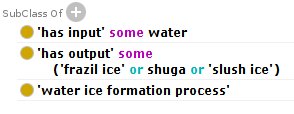 SubClass Of
'has input' some water
'has output' some
('frazil ice' or shuga or 'slush ice')
'water ice formation process'